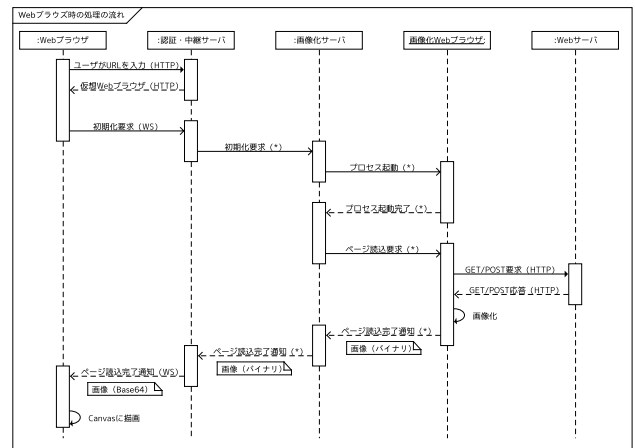 Webブラウズ時の処理の流れ
:Webブラウザ
:認証・中継サーバ
:画像化サーバ
画像化Webブラウザ:
:Webサーバ
ユーザがURLを入力 (HTTP)
仮想Webブラウザ (HTTP)
初期化要求 (WS)
初期化要求 (*)
プロセス起動 (*)
プロセス起動完了 (*)
ページ読込要求 (*)
GET/POST要求 (HTTP)
GET/POST応答 (HTTP)
画像化
ページ読込完了通知 (*)
画像 (バイナリ)
ページ読込完了通知 (*)
画像 (バイナリ)
ページ読込完了通知 (WS)
画像 (Base64)
Canvasに描画